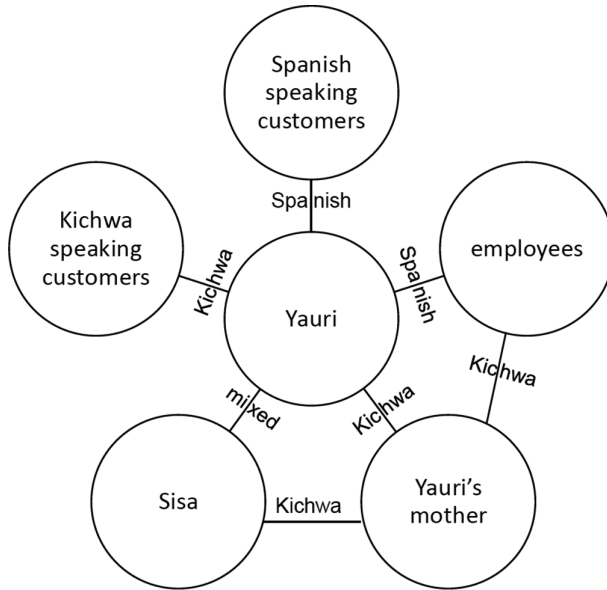 Spanish
speaking
customers
Spanish
Kichwa
speaking
customers
Kichwa
Yauri
Spanish
employees
mixed
Kichwa
Kichwa
Sisa
Kichwa
Yauri's
mother